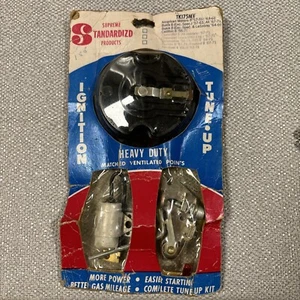 SUPREME
STANDARDIZD
PRODUCTS
TK175MV
IGNITION
TUNE-UP
HEAVY DUTY
MATCHED VENTILATED POINTS
MORE POWER • EASIER STARTING
BETTER GAS MILEAGE • COMPLETE TUNE UP KIT